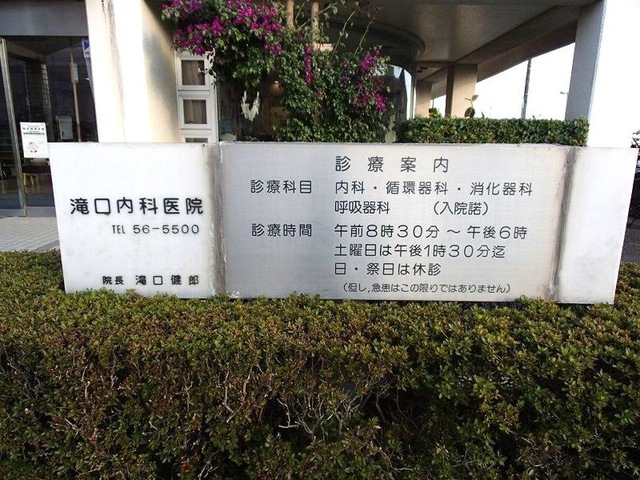 滝口内科医院
TEL 56-5500
院長 滝口健郎
診療案内
診療科目 内科・循環器科・消化器科
呼吸器科 (入院諾)
診療時間 午前8時30分～午後6時
土曜日は午後1時30分迄
日・祭日は休診
(但し,急患はこの限りではありません)